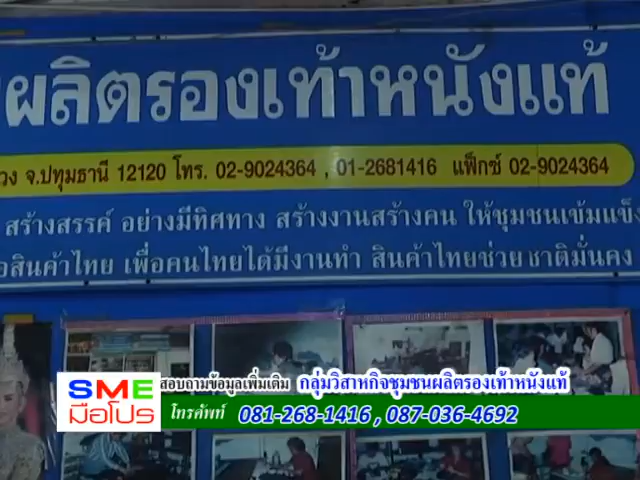 ผลิตรองเท้าหนังแท้
จ.ปทุมธานี 12120 โทร. 02-9024364 , 01-2681416 แฟ็กซ์ 02-9024364
สร้างสรรค์ อย่างมีทิศทาง สร้างงานสร้างคน ให้ชุมชนเข้มแข็ง
สินค้าไทย เพื่อคนไทยได้มีงานทำ สินค้าไทยช่วย ชาติมั่นคง
SME มือโปร
สอบถามข้อมูลเพิ่มเติม กลุ่มวิสาหกิจชุมชนผลิตรองเท้าหนังแท้
โทรศัพท์ 081-268-1416 , 087-036-4692